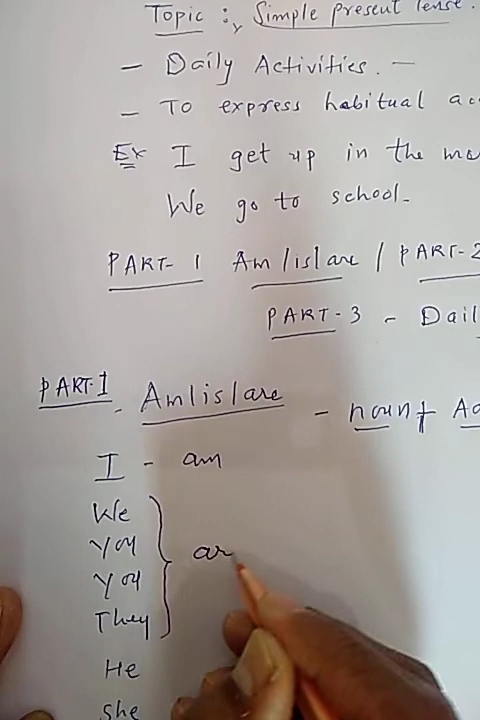 Topic :, Simple present tense.
- Daily Activities. -
- To express habitual
Ex I get up in the
We go to school.
PART- 1 Am/is/are / PART-2
PART-3 - Dail
PART-I - Am/is/are - noun +
I - am
We
You
You
They
ar
He
She